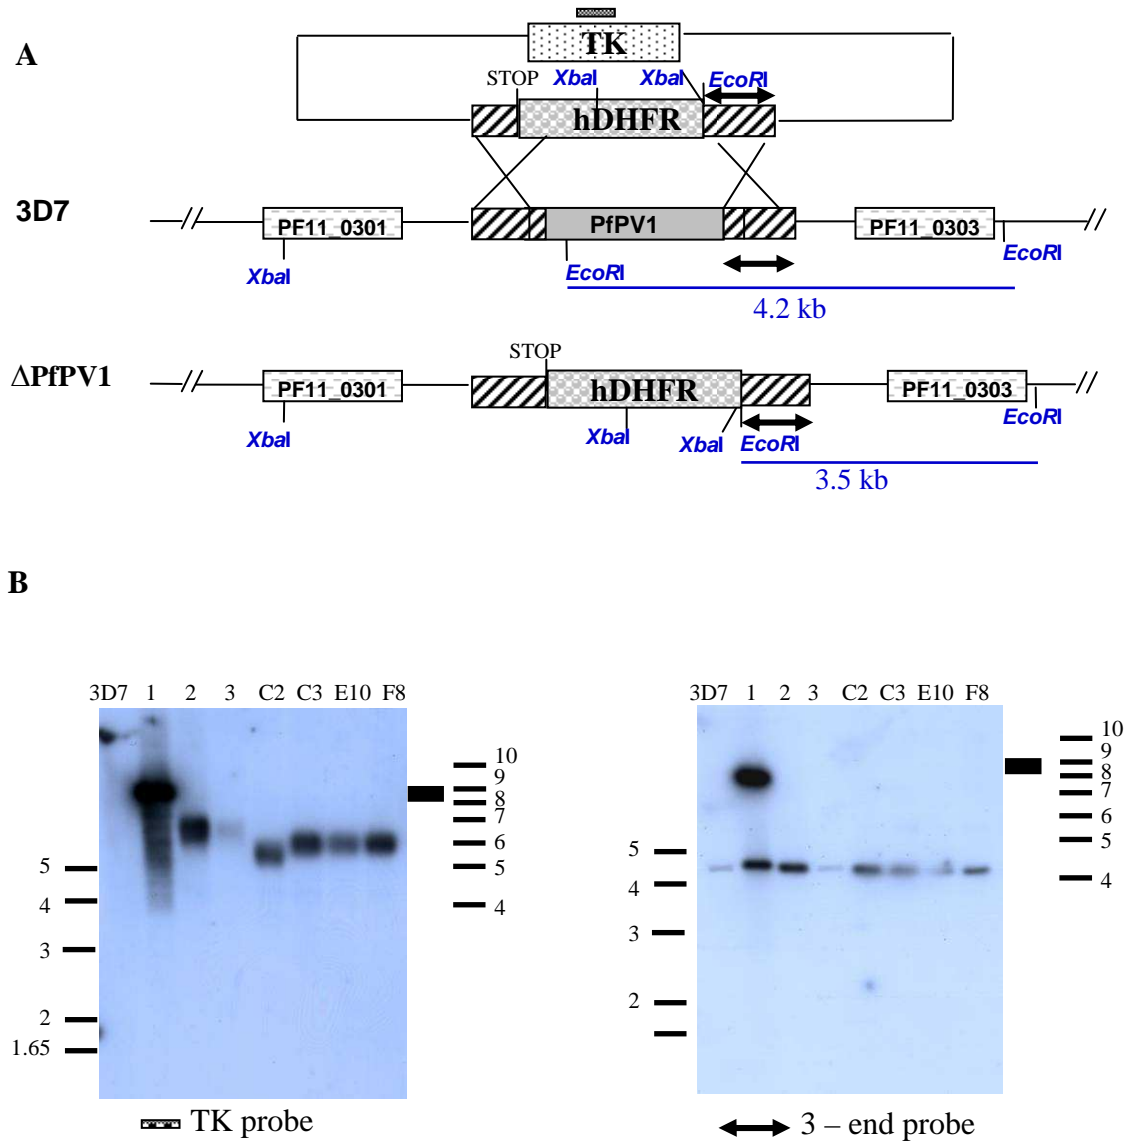 A
TK
STOP XbaI XbaI EcoRI
hDHFR
3D7
PF11_0301 PfPV1 PF11_0303
XbaI EcoRI EcoRI
4.2 kb
STOP
ΔPfPV1
PF11_0301 hDHFR PF11_0303
XbaI XbaI XbaI EcoRI EcoRI
3.5 kb
B
3D7 1 2 3 C2 C3 E10 F8
10
9
8
7
6
5
4
5
4
3
2
1.65
TK probe
3D7 1 2 3 C2 C3 E10 F8
10
9
8
7
6
5
4
5
4
3
2
3 – end probe